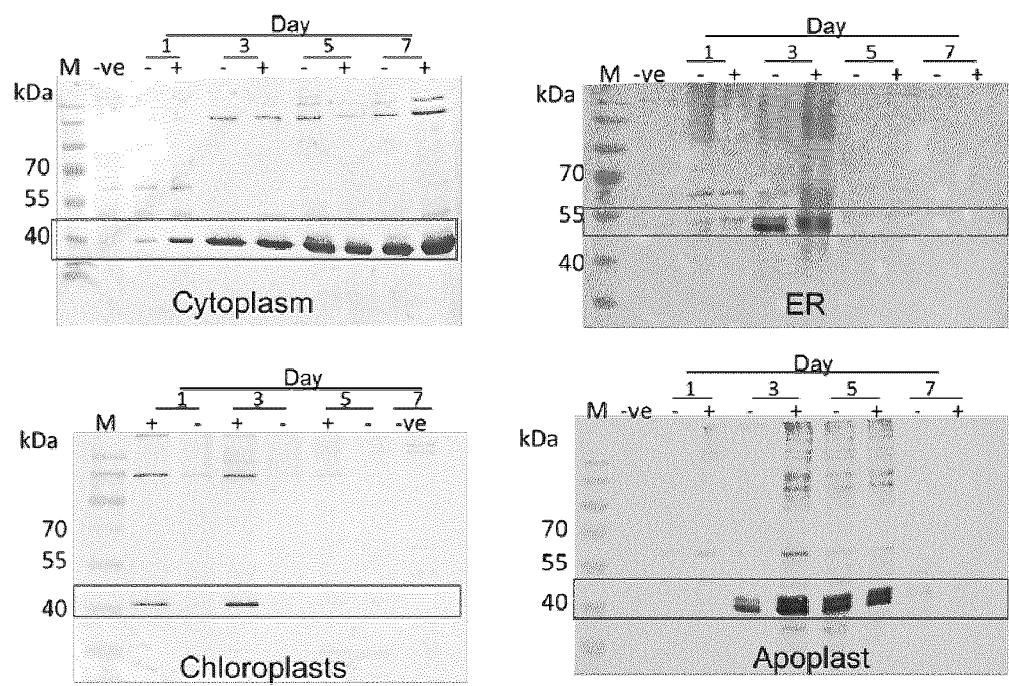 Day
1 3 5 7
M -ve - + - + - + - +
kDa
70
55
40
Cytoplasm
Day
1 3 5 7
M -ve - + - + - + - +
kDa
70
55
40
ER
Day
1 3 5 7
M + - + - + - -ve
kDa
70
55
40
Chloroplasts
Day
1 3 5 7
M -ve - + - + - + - +
kDa
70
55
40
Apoplast